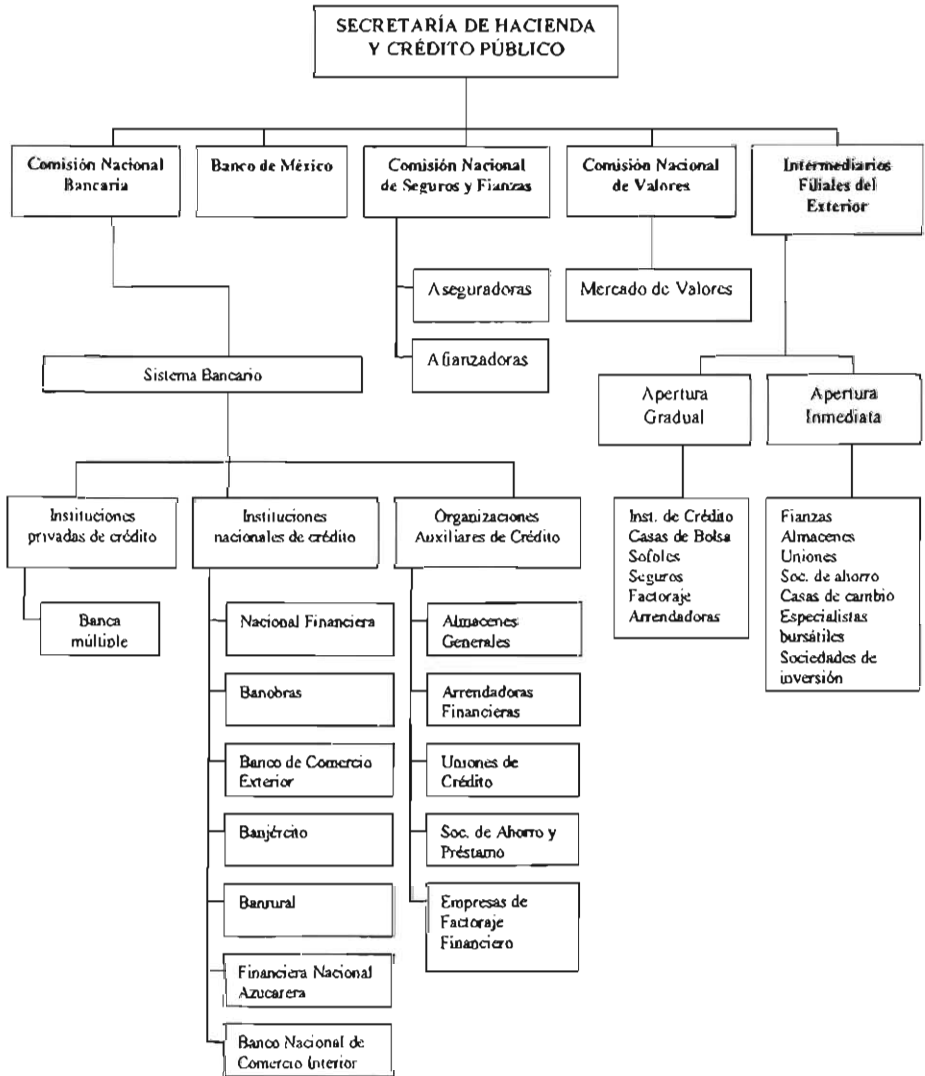 SECRETARÍA DE HACIENDA
Y CRÉDITO PÚBLICO
Comisión Nacional
Bancaria
Banco de México
Comisión Nacional
de Seguros y Fianzas
Comisión Nacional
de Valores
Intermediarios
Filiales del
Exterior
Aseguradoras
Mercado de Valores
Afianzadoras
Sistema Bancario
Apertura
Gradual
Apertura
Inmediata
Instituciones
privadas de crédito
Instituciones
nacionales de crédito
Organizaciones
Auxiliares de Crédito
Inst. de Crédito
Casas de Bolsa
Sofoles
Seguros
Factoraje
Arrendadoras
Fianzas
Almacenes
Uniones
Soc. de ahorro
Casas de cambio
Especialistas
bursátiles
Sociedades de
inversión
Banca
múltiple
Nacional Financiera
Banobras
Banco de Comercio
Exterior
Banjército
Banrural
Financiera Nacional
Azucarera
Banco Nacional de
Comercio Interior
Almacenes
Generales
Arrendadoras
Financieras
Uniones de
Crédito
Soc. de Ahorro y
Préstamo
Empresas de
Factoraje
Financiero